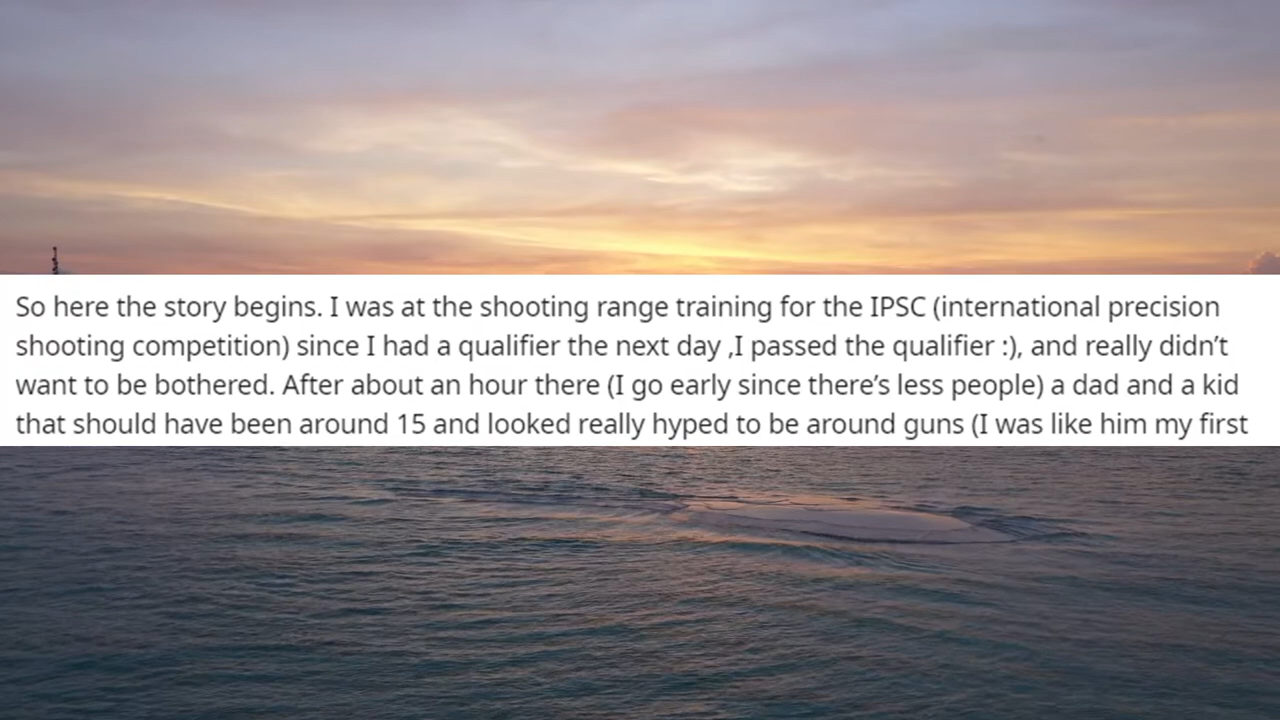 So here the story begins. I was at the shooting range training for the IPSC (international precision
shooting competition) since I had a qualifier the next day ,I passed the qualifier :), and really didn’t
want to be bothered. After about an hour there (I go early since there’s less people) a dad and a kid
that should have been around 15 and looked really hyped to be around guns (I was like him my first